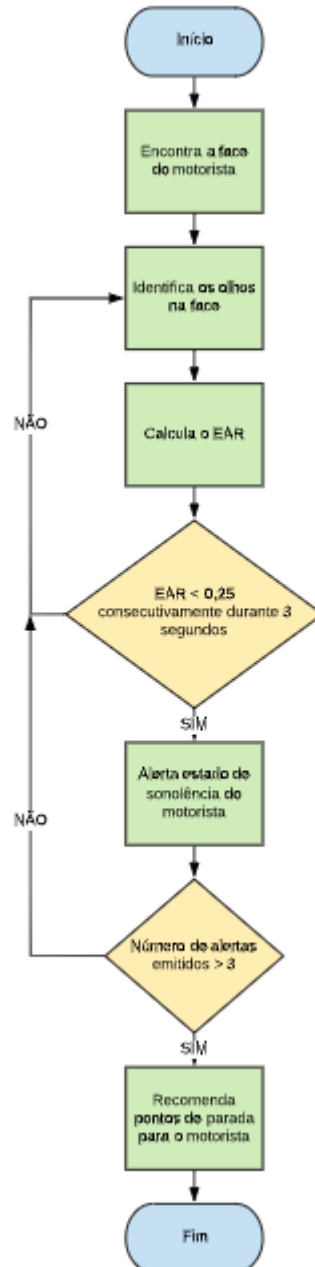 Início
Encontra a face
do motorista
Identifica os olhos
na face
NÃO
Calcula o EAR
EAR < 0,25
consecutivamente durante 3
segundos
SIM
Alerta estado de
sonolência do
motorista
NÃO
Número de alertas
emitidos > 3
SIM
Recomenda
pontos de parada
para o motorista
Fim